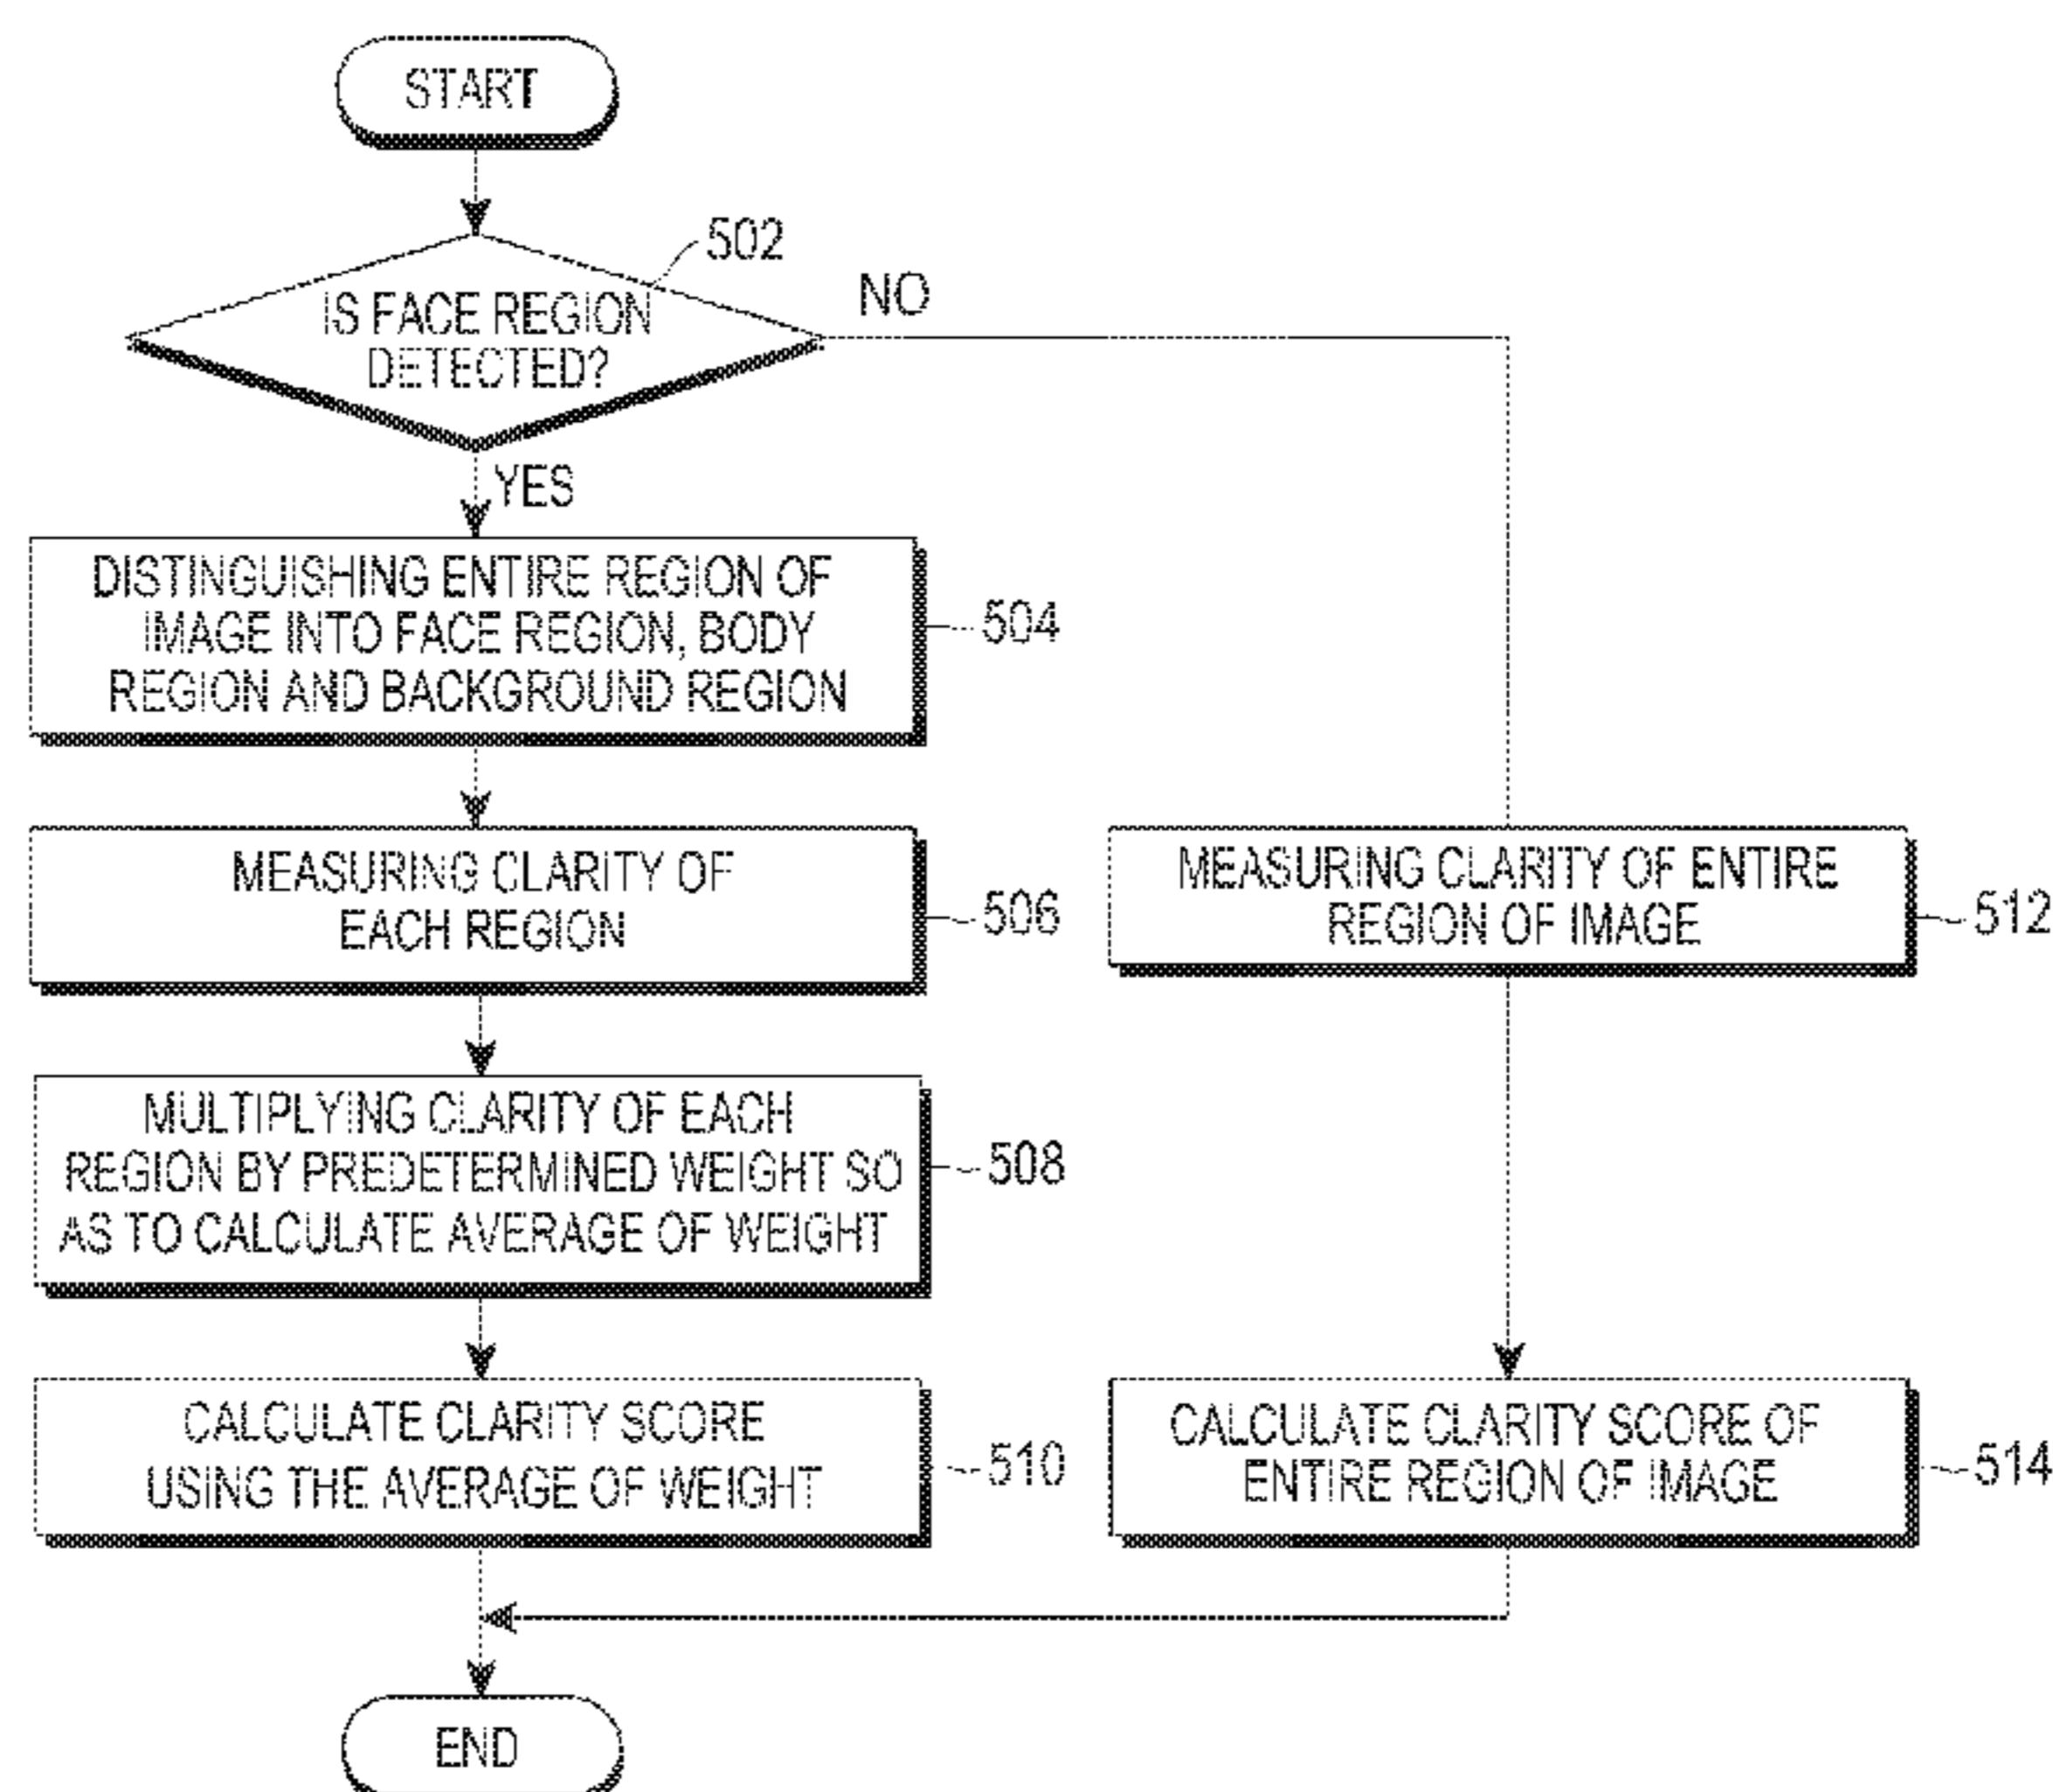 START
502
IS FACE REGION
DETECTED?
NO
YES
DISTINGUISHING ENTIRE REGION OF
IMAGE INTO FACE REGION, BODY
REGION AND BACKGROUND REGION
504
MEASURING CLARITY OF
EACH REGION
506
MULTIPLYING CLARITY OF EACH
REGION BY PREDETERMINED WEIGHT SO
AS TO CALCULATE AVERAGE OF WEIGHT
508
CALCULATE CLARITY SCORE
USING THE AVERAGE OF WEIGHT
510
MEASURING CLARITY OF ENTIRE
REGION OF IMAGE
512
CALCULATE CLARITY SCORE OF
ENTIRE REGION OF IMAGE
514
END